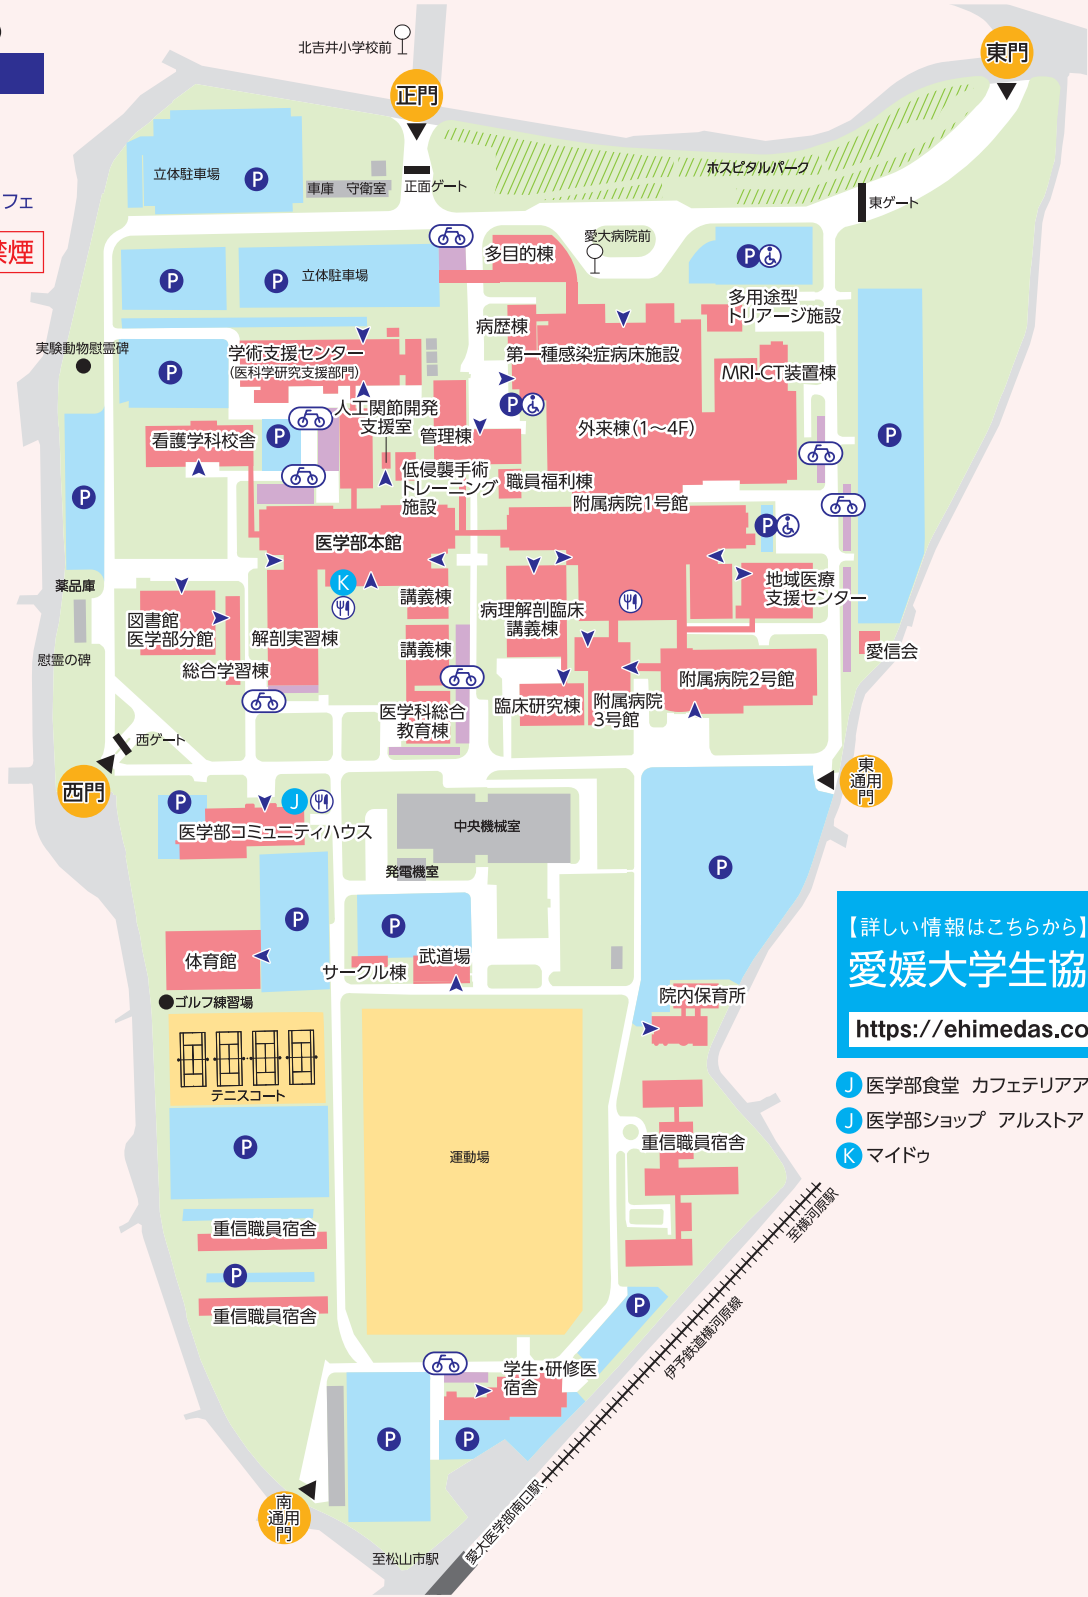 北吉井小学校前
正門
東門
フェ
禁煙
立体駐車場
P
車庫 守衛室
正面ゲート
ホスピタルパーク
東ゲート
愛大病院前
多目的棟
P
P
立体駐車場
P
多用途型
トリアージ施設
病歴棟
実験動物慰霊碑
学術支援センター
(医科学研究支援部門)
第一種感染症病床施設
MRI-CT装置棟
P
人工関節開発
支援室
P
看護学科校舎
P
管理棟
外来棟(1〜4F)
P
低侵襲手術
トレーニング
施設
職員福利棟
P
附属病院1号館
P
医学部本館
K
薬品庫
図書館
医学部分館
解剖実習棟
講義棟
病理解剖臨床
講義棟
地域医療
支援センター
慰霊の碑
総合学習棟
講義棟
愛信会
医学科総合
教育棟
臨床研究棟
附属病院
3号館
附属病院2号館
西ゲート
西門
東
通用
門
P
J
医学部コミュニティハウス
中央機械室
発電機室
P
P
P
体育館
サークル棟
武道場
【詳しい情報はこちらから】
愛媛大学生協
https://ehimedas.co
ゴルフ練習場
院内保育所
テニスコート
J 医学部食堂 カフェテリアア
J 医学部ショップ アルストア
K マイドゥ
P
運動場
重信職員宿舎
至横河原駅
重信職員宿舎
P
重信職員宿舎
P
伊予鉄道横河原線
学生・研修医
宿舎
P
P
南
通用
門
愛大医学部南口駅
至松山市駅